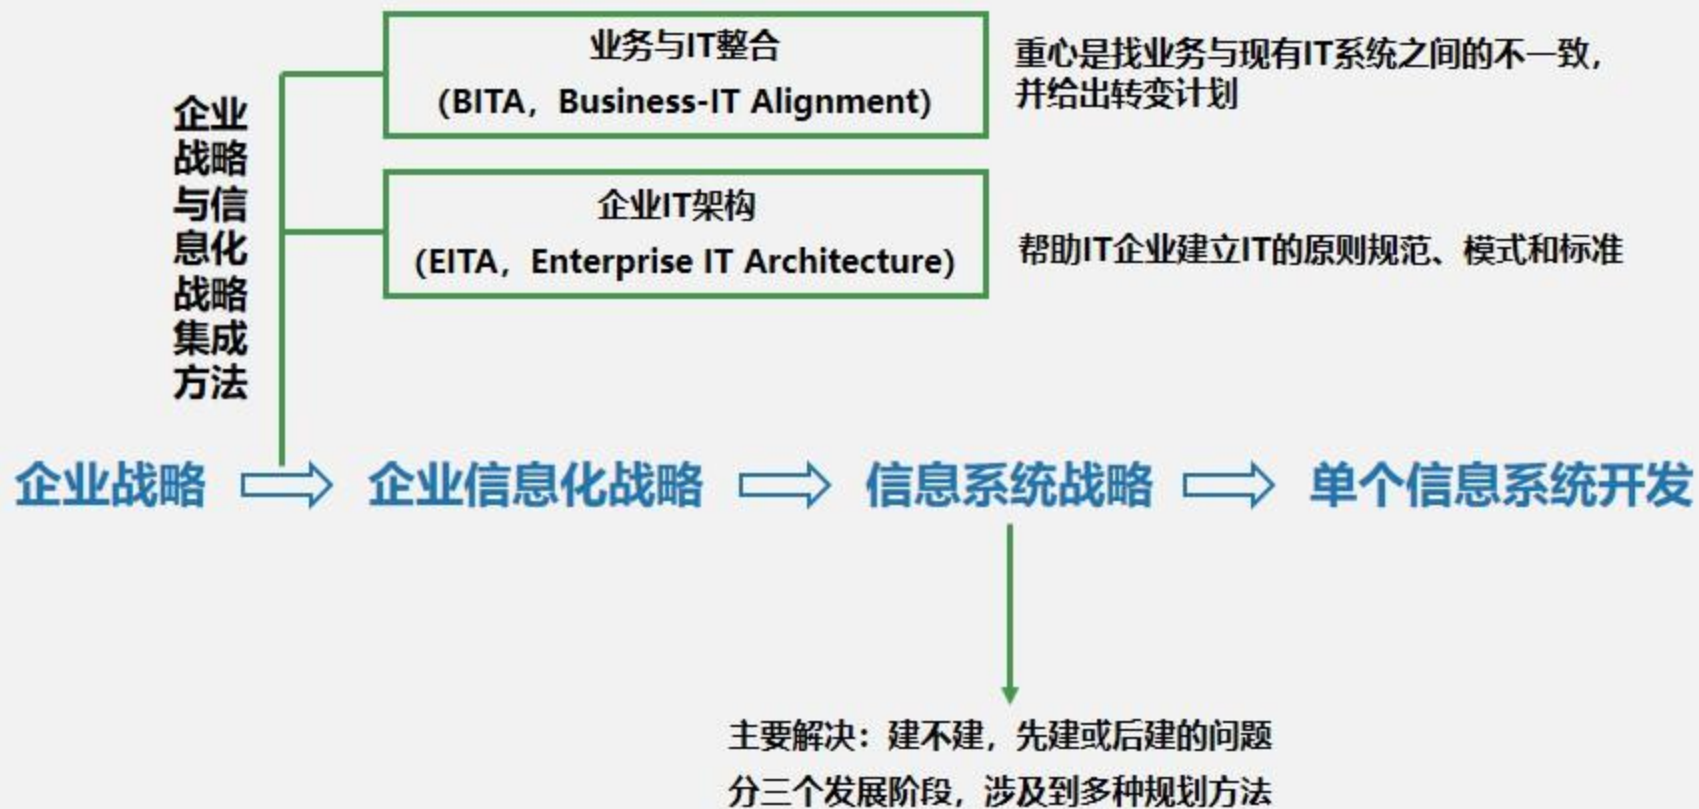 业务与IT整合
（BITA，Business-IT Alignment）
重心是找业务与现有IT系统之间的不一致，
并给出转变计划
企业
战略
与信
息化
战略
集成
方法
企业IT架构
（EITA，Enterprise IT Architecture）
帮助IT企业建立IT的原则规范、模式和标准
企业战略
企业信息化战略
信息系统战略
单个信息系统开发
主要解决：建不建，先建或后建的问题
分三个发展阶段，涉及到多种规划方法